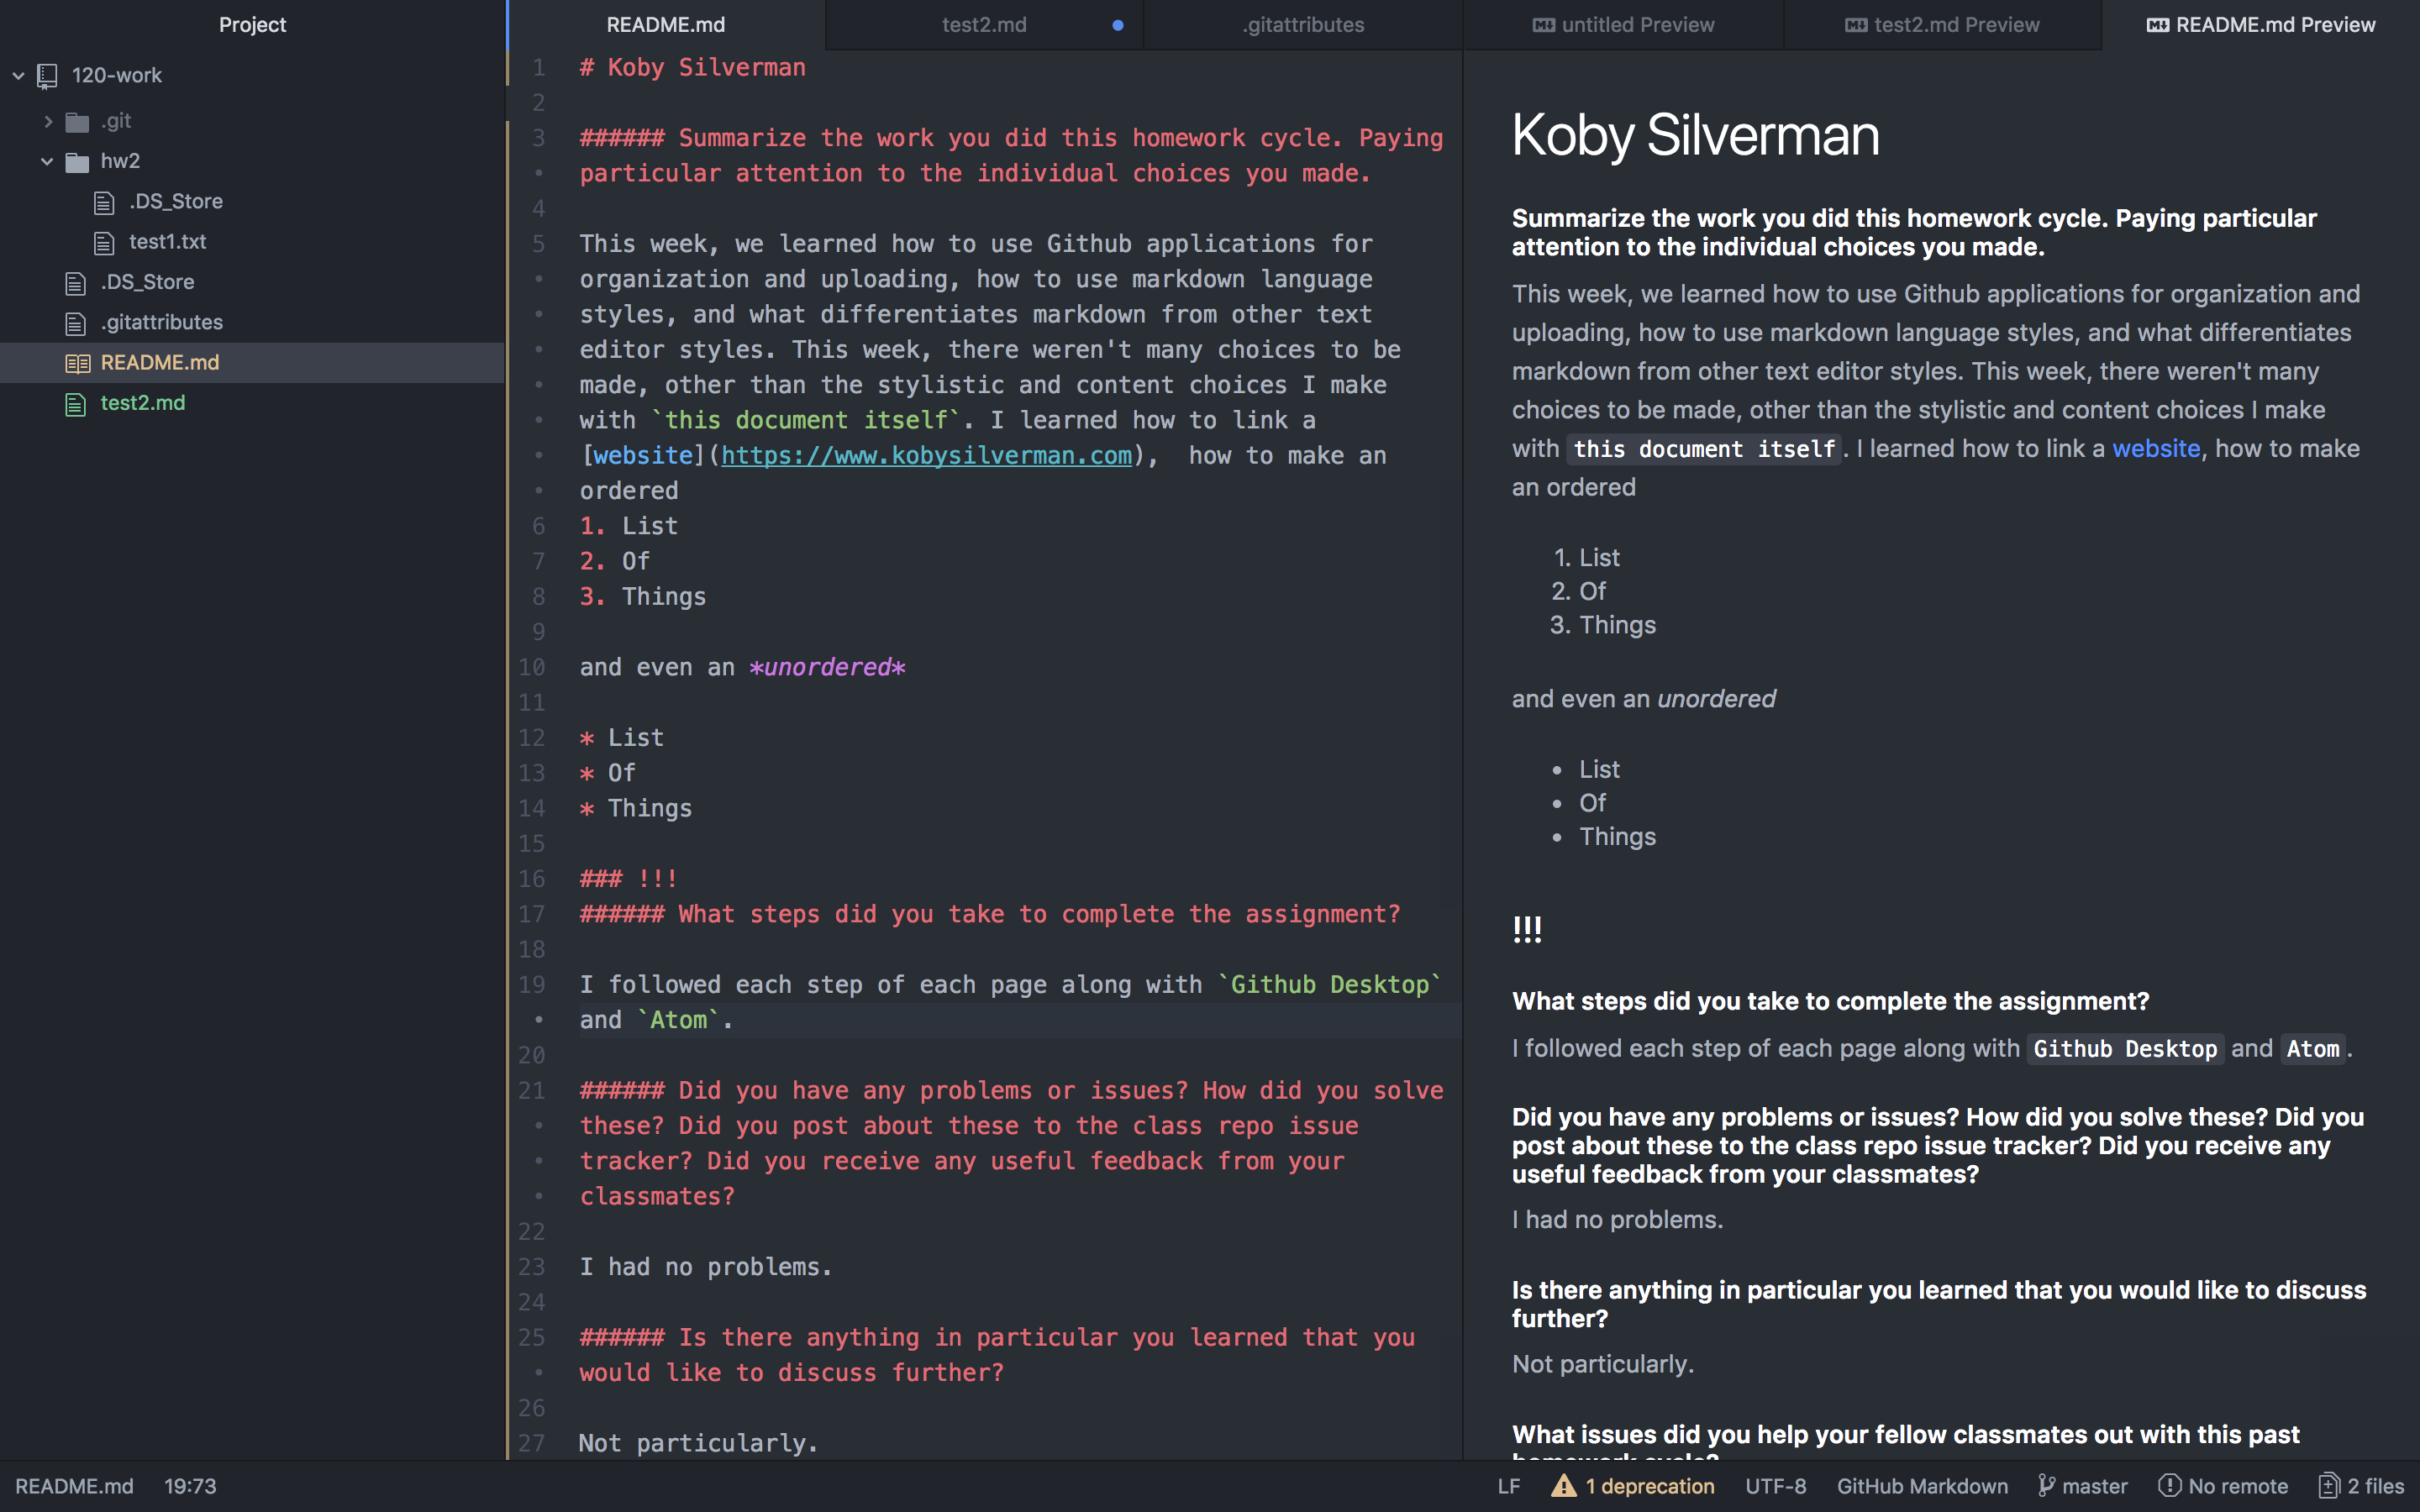 Project
120-work
.git
hw2
.DS_Store
test1.txt
.DS_Store
.gitattributes
README.md
test2.md
README.md
test2.md
.gitattributes
untitled Preview
test2.md Preview
README.md Preview
1 # Koby Silverman
2
3 ###### Summarize the work you did this homework cycle. Paying
• particular attention to the individual choices you made.
4
5 This week, we learned how to use Github applications for
• organization and uploading, how to use markdown language
• styles, and what differentiates markdown from other text
• editor styles. This week, there weren't many choices to be
• made, other than the stylistic and content choices I make
• with `this document itself`. I learned how to link a
• [website](https://www.kobysilverman.com),  how to make an
• ordered
6 1. List
7 2. Of
8 3. Things
9
10 and even an *unordered*
11
12 * List
13 * Of
14 * Things
15
16 ### !!!
17 ###### What steps did you take to complete the assignment?
18
19 I followed each step of each page along with `Github Desktop`
• and `Atom`.
20
21 ###### Did you have any problems or issues? How did you solve
• these? Did you post about these to the class repo issue
• tracker? Did you receive any useful feedback from your
• classmates?
22
23 I had no problems.
24
25 ###### Is there anything in particular you learned that you
• would like to discuss further?
26
27 Not particularly.
Koby Silverman
Summarize the work you did this homework cycle. Paying particular
attention to the individual choices you made.
This week, we learned how to use Github applications for organization and
uploading, how to use markdown language styles, and what differentiates
markdown from other text editor styles. This week, there weren't many
choices to be made, other than the stylistic and content choices I make
with this document itself. I learned how to link a website, how to make
an ordered
1. List
2. Of
3. Things
and even an unordered
• List
• Of
• Things
!!!
What steps did you take to complete the assignment?
I followed each step of each page along with Github Desktop and Atom.
Did you have any problems or issues? How did you solve these? Did you
post about these to the class repo issue tracker? Did you receive any
useful feedback from your classmates?
I had no problems.
Is there anything in particular you learned that you would like to discuss
further?
Not particularly.
What issues did you help your fellow classmates out with this past
homework cycle?
README.md 19:73
LF 1 deprecation UTF-8 GitHub Markdown master No remote 2 files